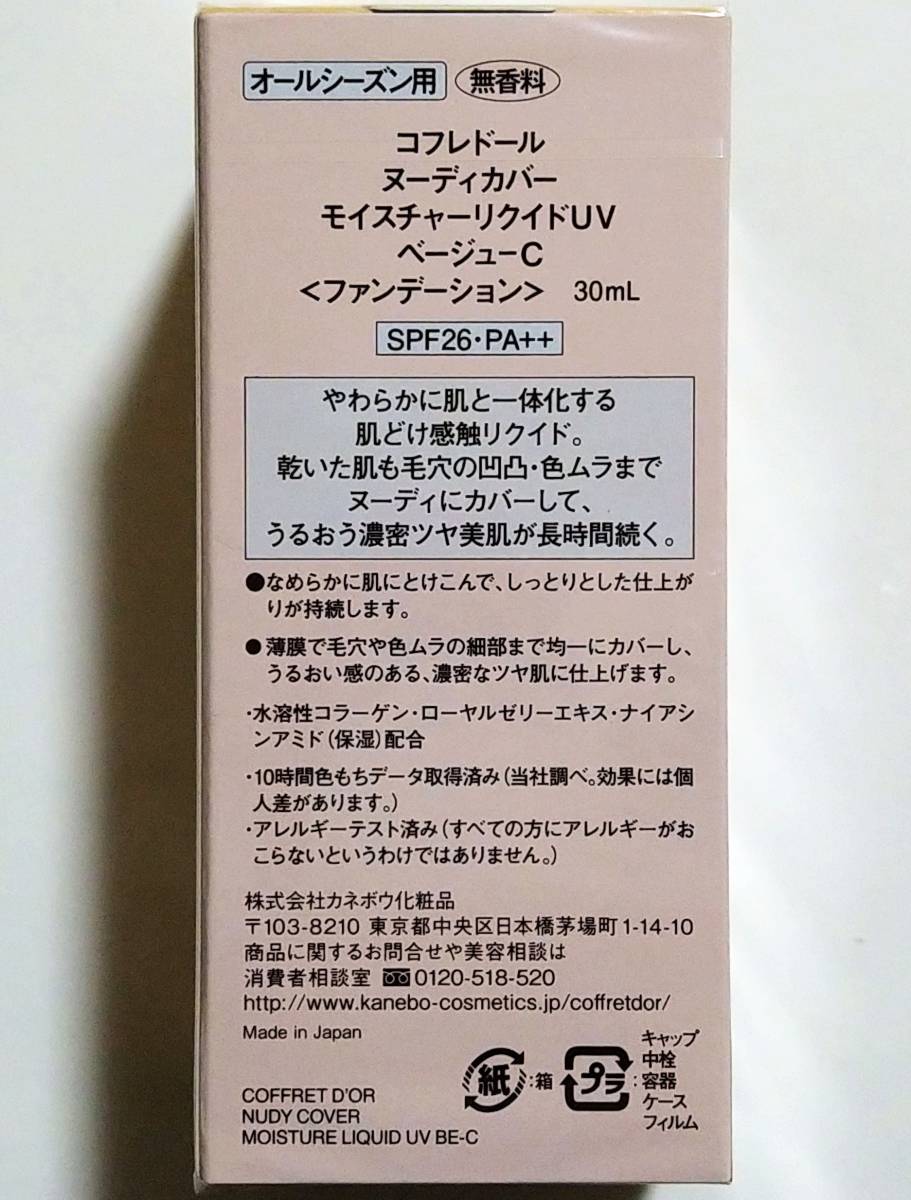 オールシーズン用 無香料
コフレドール
ヌーディカバー
モイスチャーリクイドUV
ベージュ-C
<ファンデーション> 30mL
SPF26・PA++
やわらかに肌と一体化する
肌どけ感触リクイド。
乾いた肌も毛穴の凹凸・色ムラまで
ヌーディにカバーして、
うるおう濃密ツヤ美肌が長時間続く。
●なめらかに肌にとけこんで、しっとりとした仕上が
りが持続します。
●薄膜で毛穴や色ムラの細部まで均一にカバーし、
うるおい感のある、濃密なツヤ肌に仕上げます。
・水溶性コラーゲン・ローヤルゼリーエキス・ナイアシ
ンアミド(保湿)配合
・10時間色もちデータ取得済み(当社調べ。効果には個
人差があります。)
・アレルギーテスト済み(すべての方にアレルギーがお
こらないというわけではありません。)
株式会社カネボウ化粧品
〒103-8210 東京都中央区日本橋茅場町1-14-10
商品に関するお問合せや美容相談は
消費者相談室 0120-518-520
http://www.kanebo-cosmetics.jp/coffretdor/
Made in Japan
紙:箱
プラ:キャップ
中栓
容器
ケース
フィルム
COFFRET D'OR
NUDY COVER
MOISTURE LIQUID UV BE-C